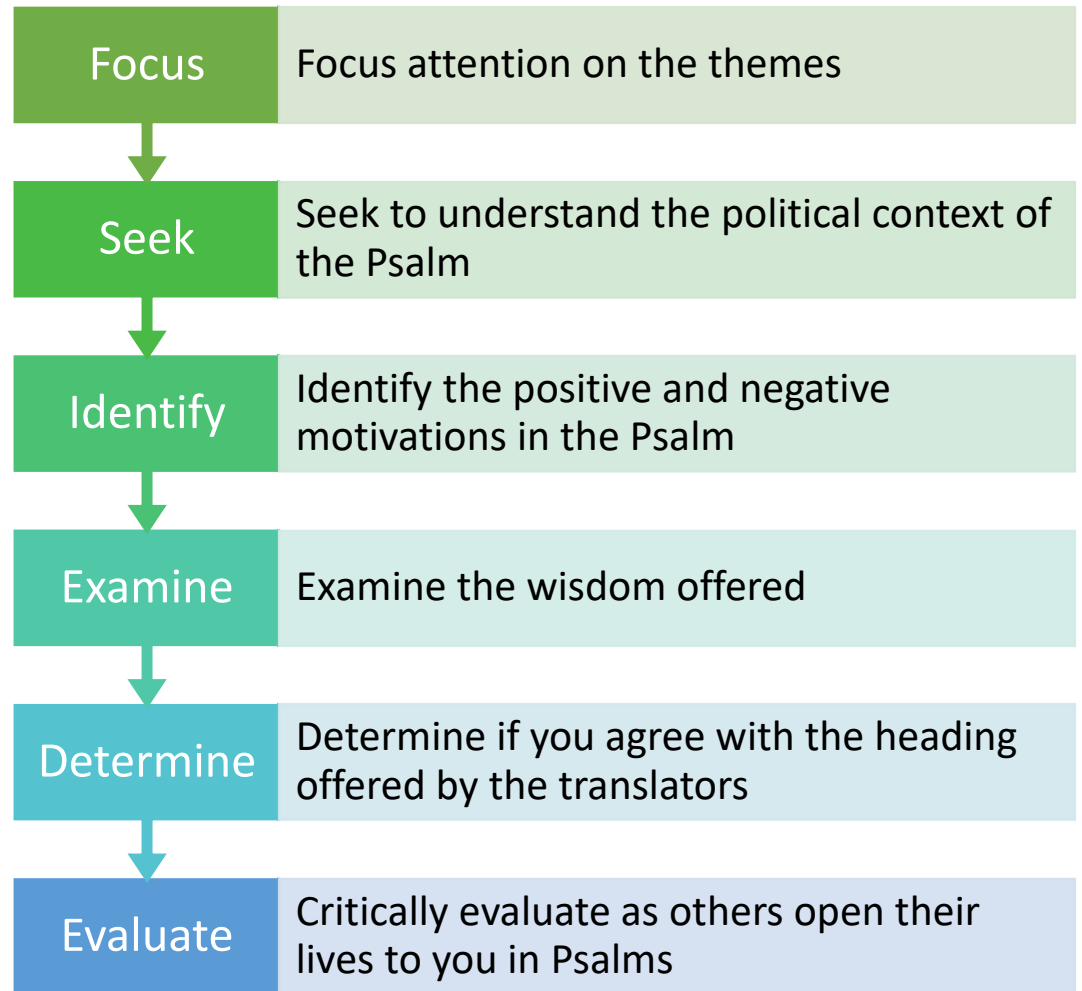 Focus
Focus attention on the themes
Seek
Seek to understand the political context of
the Psalm
Identify
Identify the positive and negative
motivations in the Psalm
Examine
Examine the wisdom offered
Determine
Determine if you agree with the heading
offered by the translators
Evaluate
Critically evaluate as others open their
lives to you in Psalms